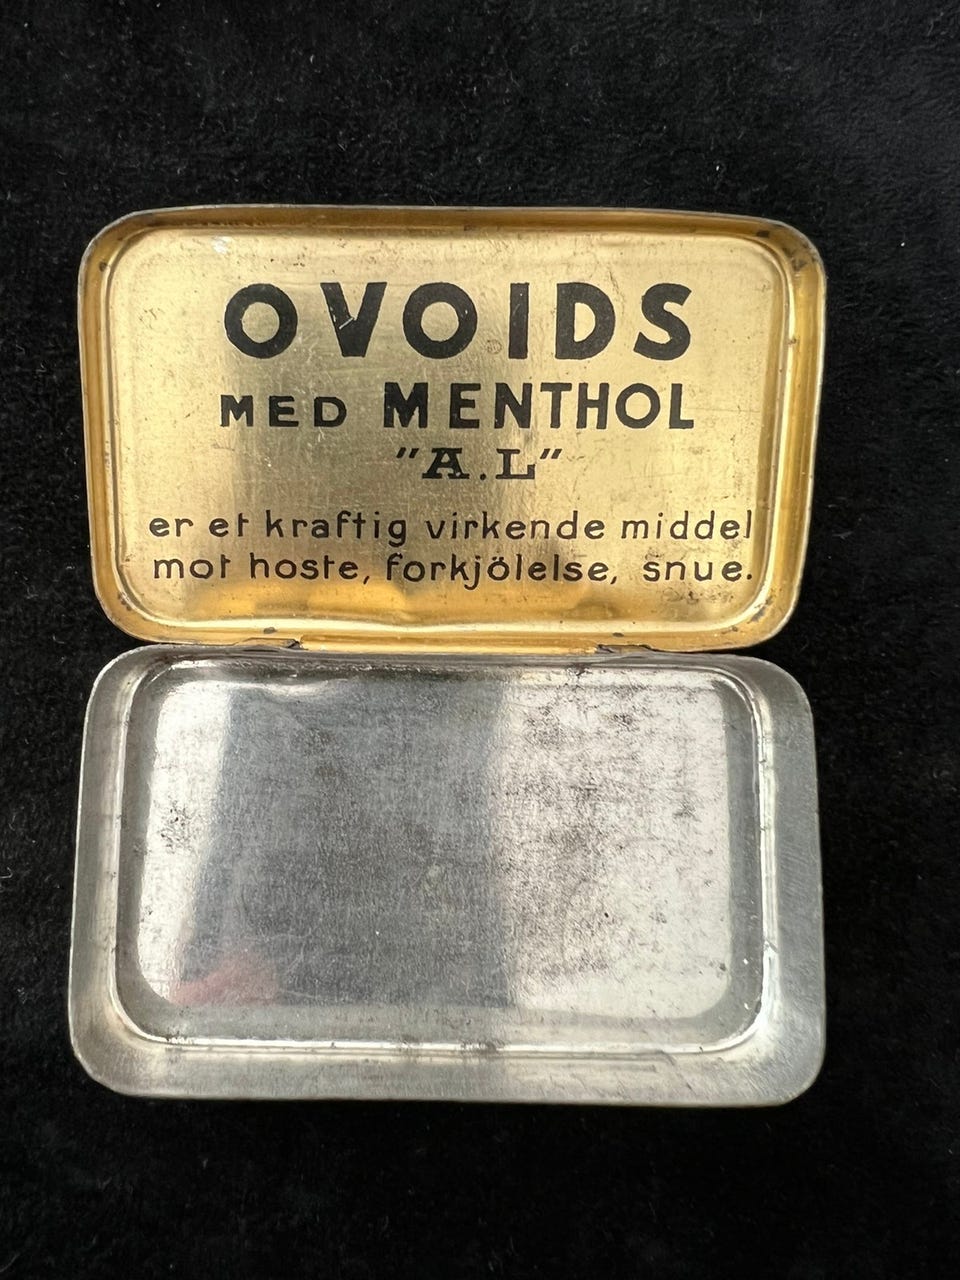 OVOIDS
MED MENTHOL
"A.L"
er et kraftig virkende middel
mot hoste, forkjölelse, snue.